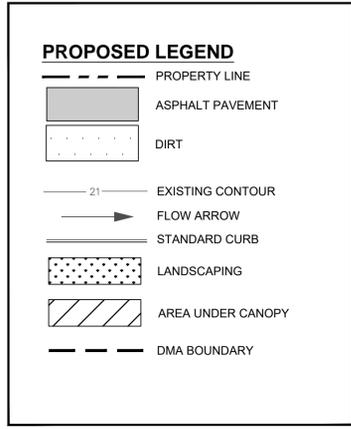 PROPOSED LEGEND
PROPERTY LINE
ASPHALT PAVEMENT
DIRT
21 EXISTING CONTOUR
FLOW ARROW
STANDARD CURB
LANDSCAPING
AREA UNDER CANOPY
DMA BOUNDARY